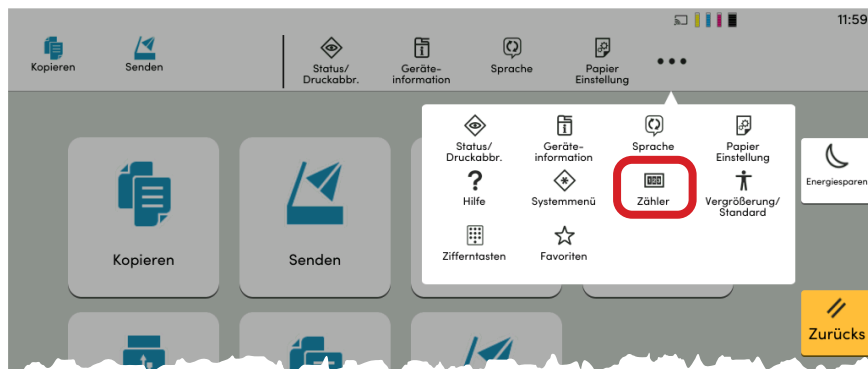 11:59
Kopieren
Senden
Status/
Druckabbr.
Geräte-
information
Sprache
Papier
Einstellung
Status/
Druckabbr.
Geräte-
information
Sprache
Papier
Einstellung
Hilfe
Systemmenü
Zähler
Vergrößerung/
Standard
Zifferntasten
Favoriten
Energiesparen
Kopieren
Senden
Zurücks